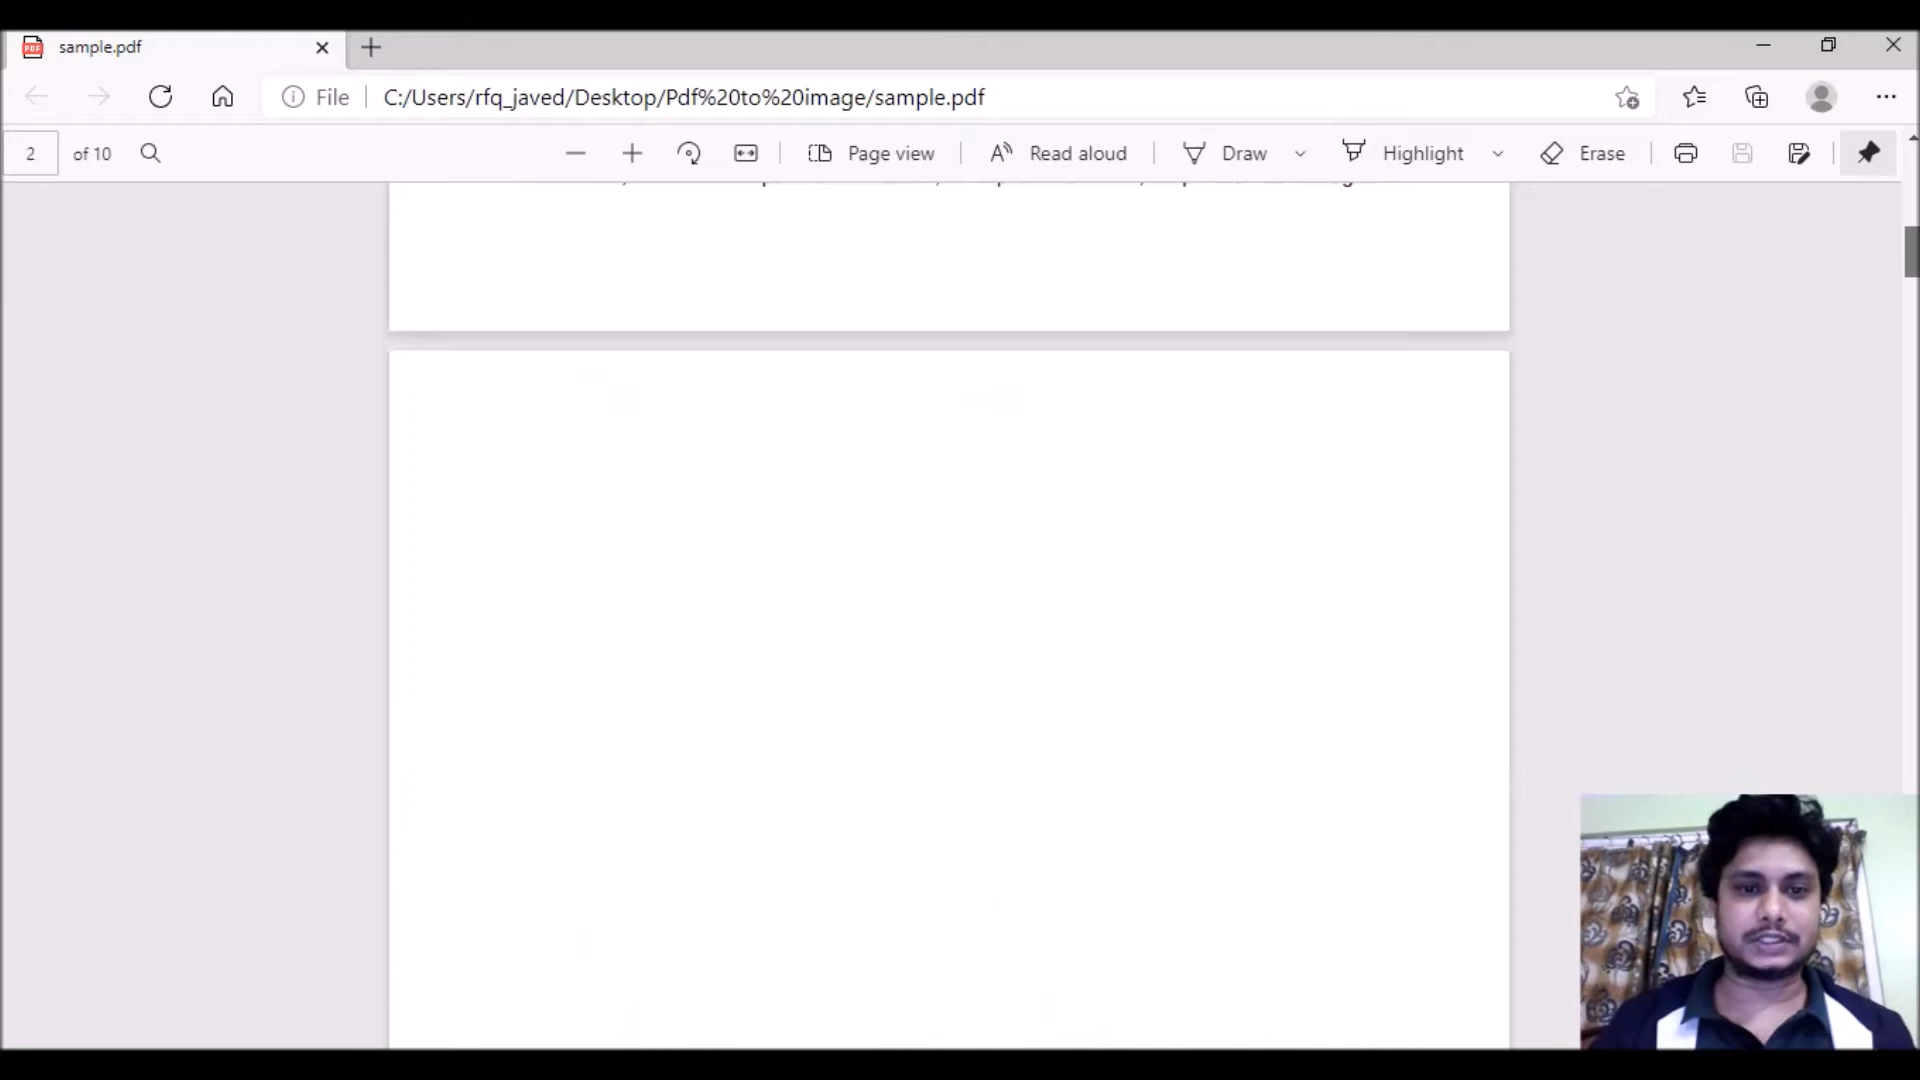 sample.pdf
File C:/Users/rfq_javed/Desktop/Pdf%20to%20image/sample.pdf
2 of 10 Page view Read aloud Draw Highlight Erase